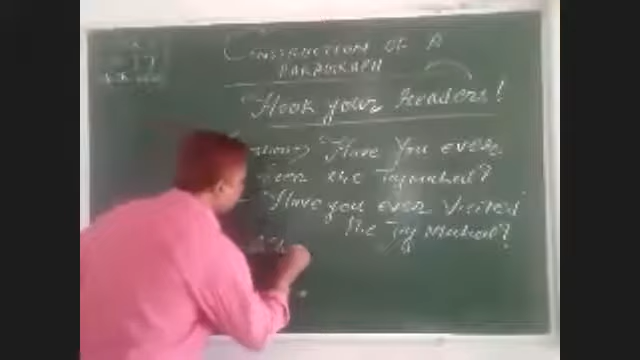 CONSTRUCTION OF A
PARAGRAPH
Hook your Readers!
Have You ever
seen the Tajmahal?
- Have you ever Visited
the Taj Mahal?